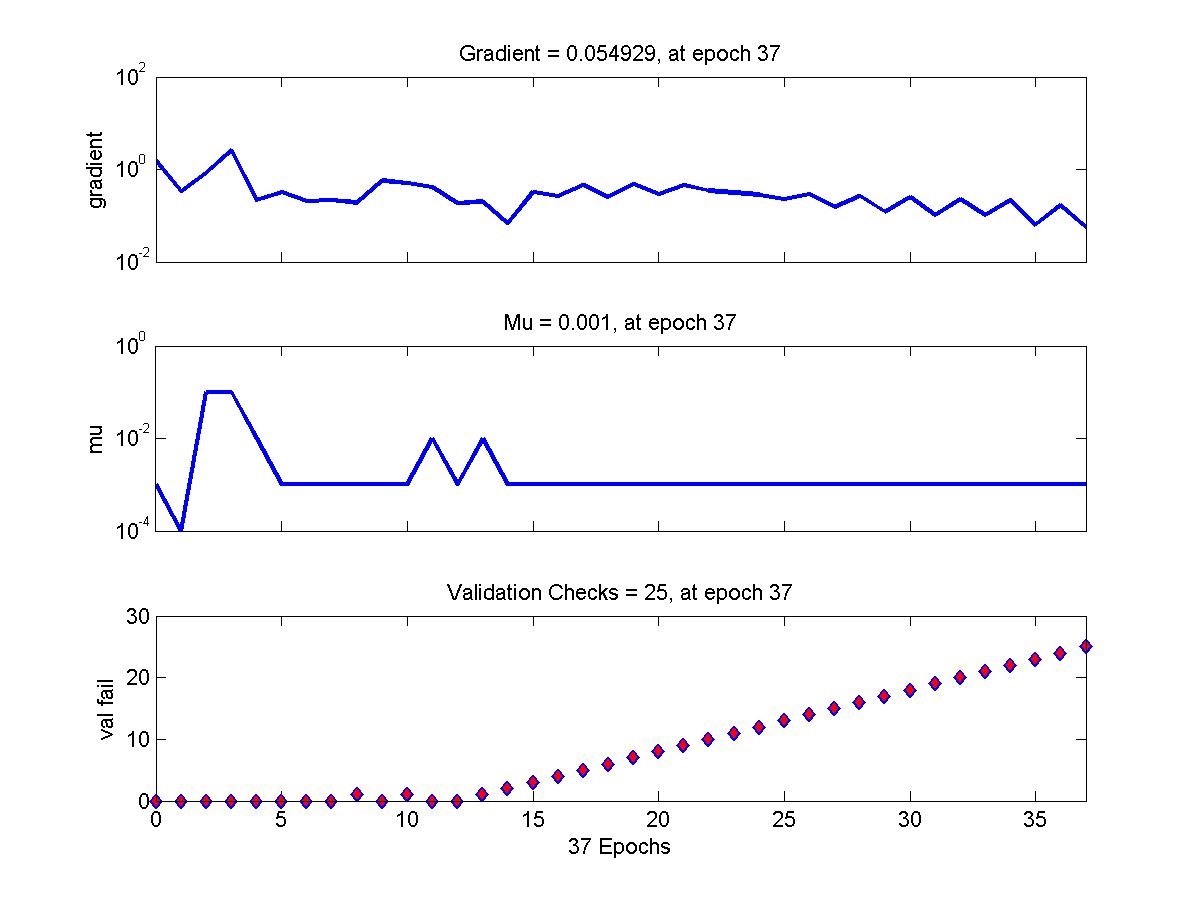 Gradient = 0.054929, at epoch 37
10^2
10^0
10^-2
gradient
Mu = 0.001, at epoch 37
10^0
10^-2
10^-4
mu
Validation Checks = 25, at epoch 37
30
20
10
0
val fail
0 5 10 15 20 25 30 35
37 Epochs